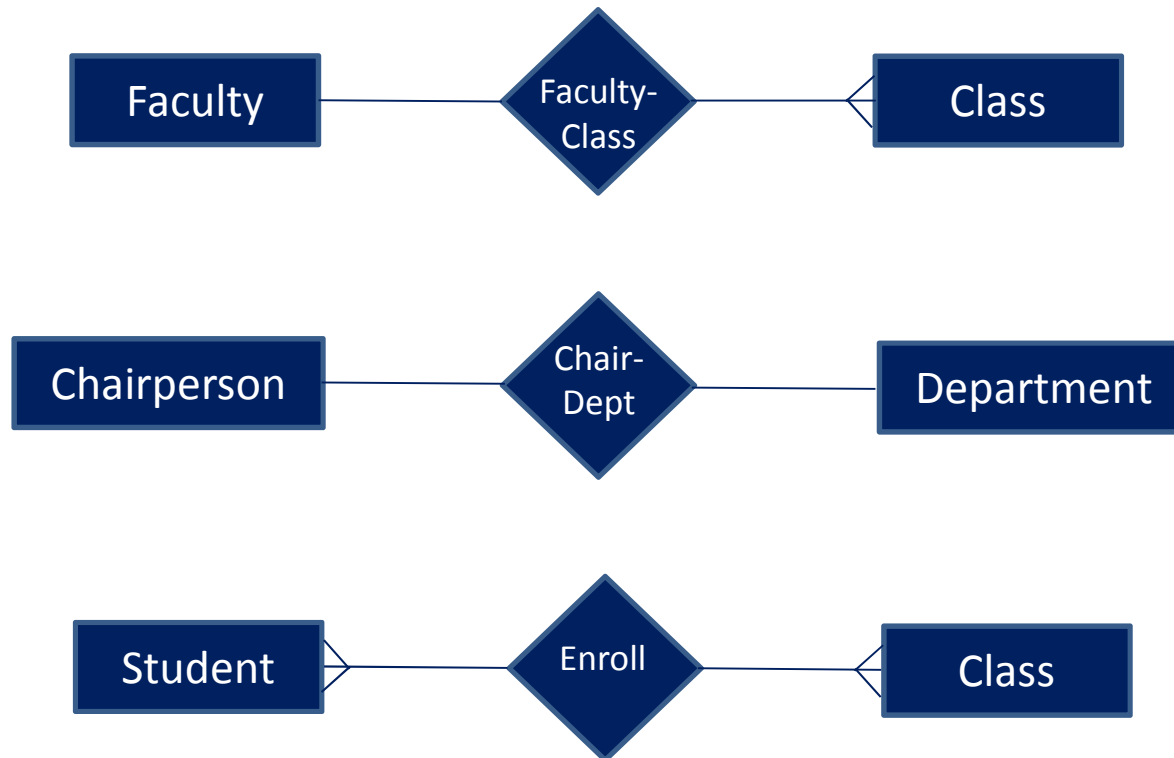 Faculty
Faculty-
Class
Class
Chairperson
Chair-
Dept
Department
Student
Enroll
Class